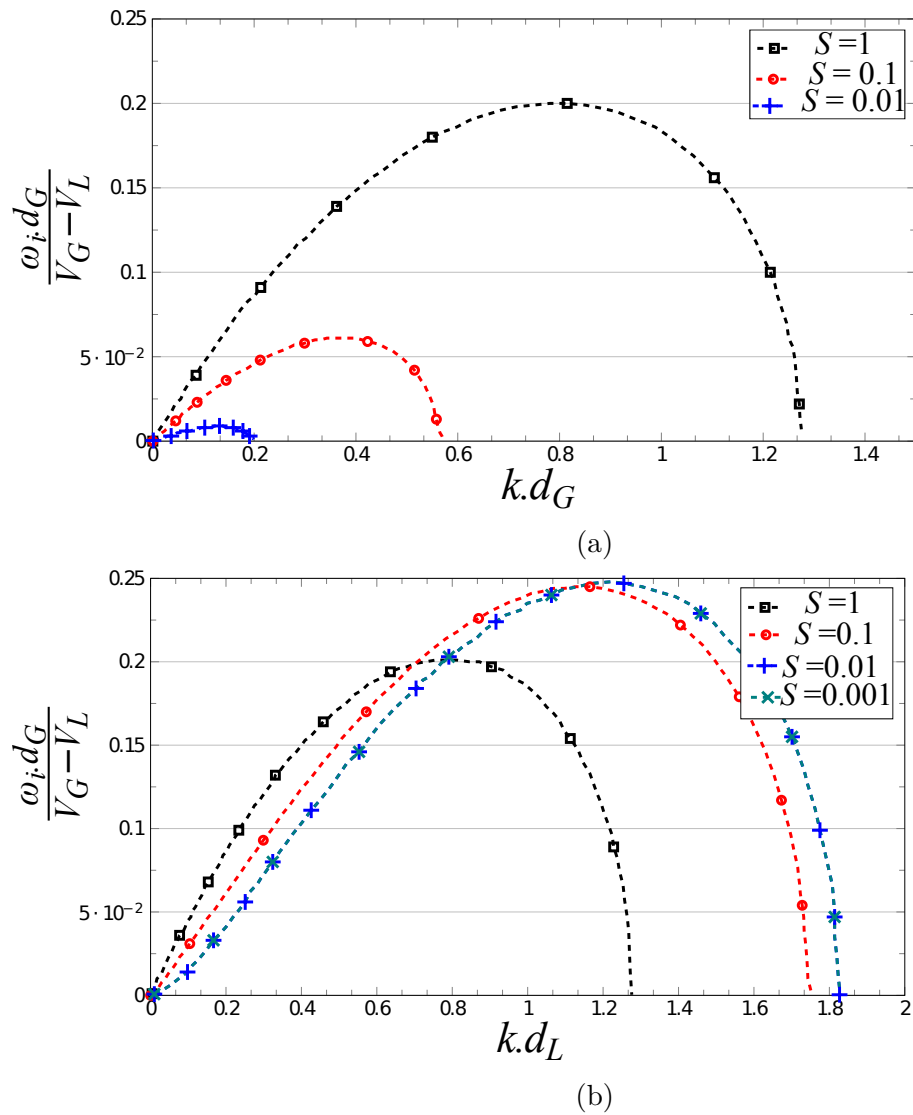 S = 1
S = 0.1
S = 0.01
0.2
0.15
0.1
5 · 10⁻²
0
ω_i.d_G
V_G − V_L
0 0.2 0.4 0.6 0.8 1 1.2 1.4
k.d_G
(a)
0.25
0.2
0.15
0.1
5 · 10⁻²
0
ω_i.d_G
V_G − V_L
S = 1
S = 0.1
S = 0.01
S = 0.001
0 0.2 0.4 0.6 0.8 1 1.2 1.4 1.6 1.8 2
k.d_L
(b)